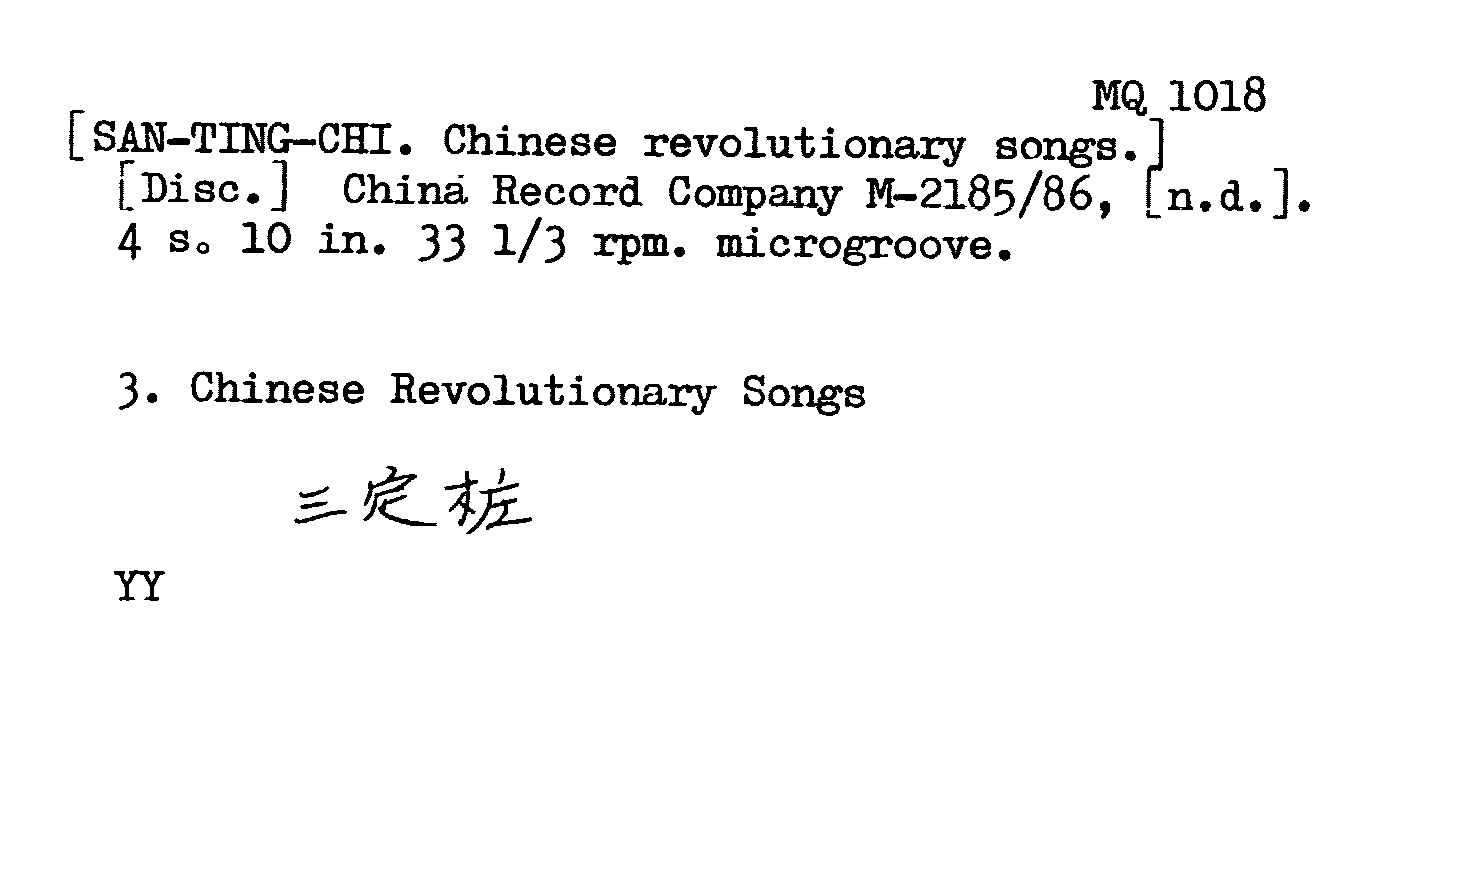 MQ 1018
[SAN-TING-CHI. Chinese revolutionary songs.]
[Disc.] China Record Company M-2185/86, [n.d.].
4 s. 10 in. 33 1/3 rpm. microgroove.
3. Chinese Revolutionary Songs
三定桩
YY